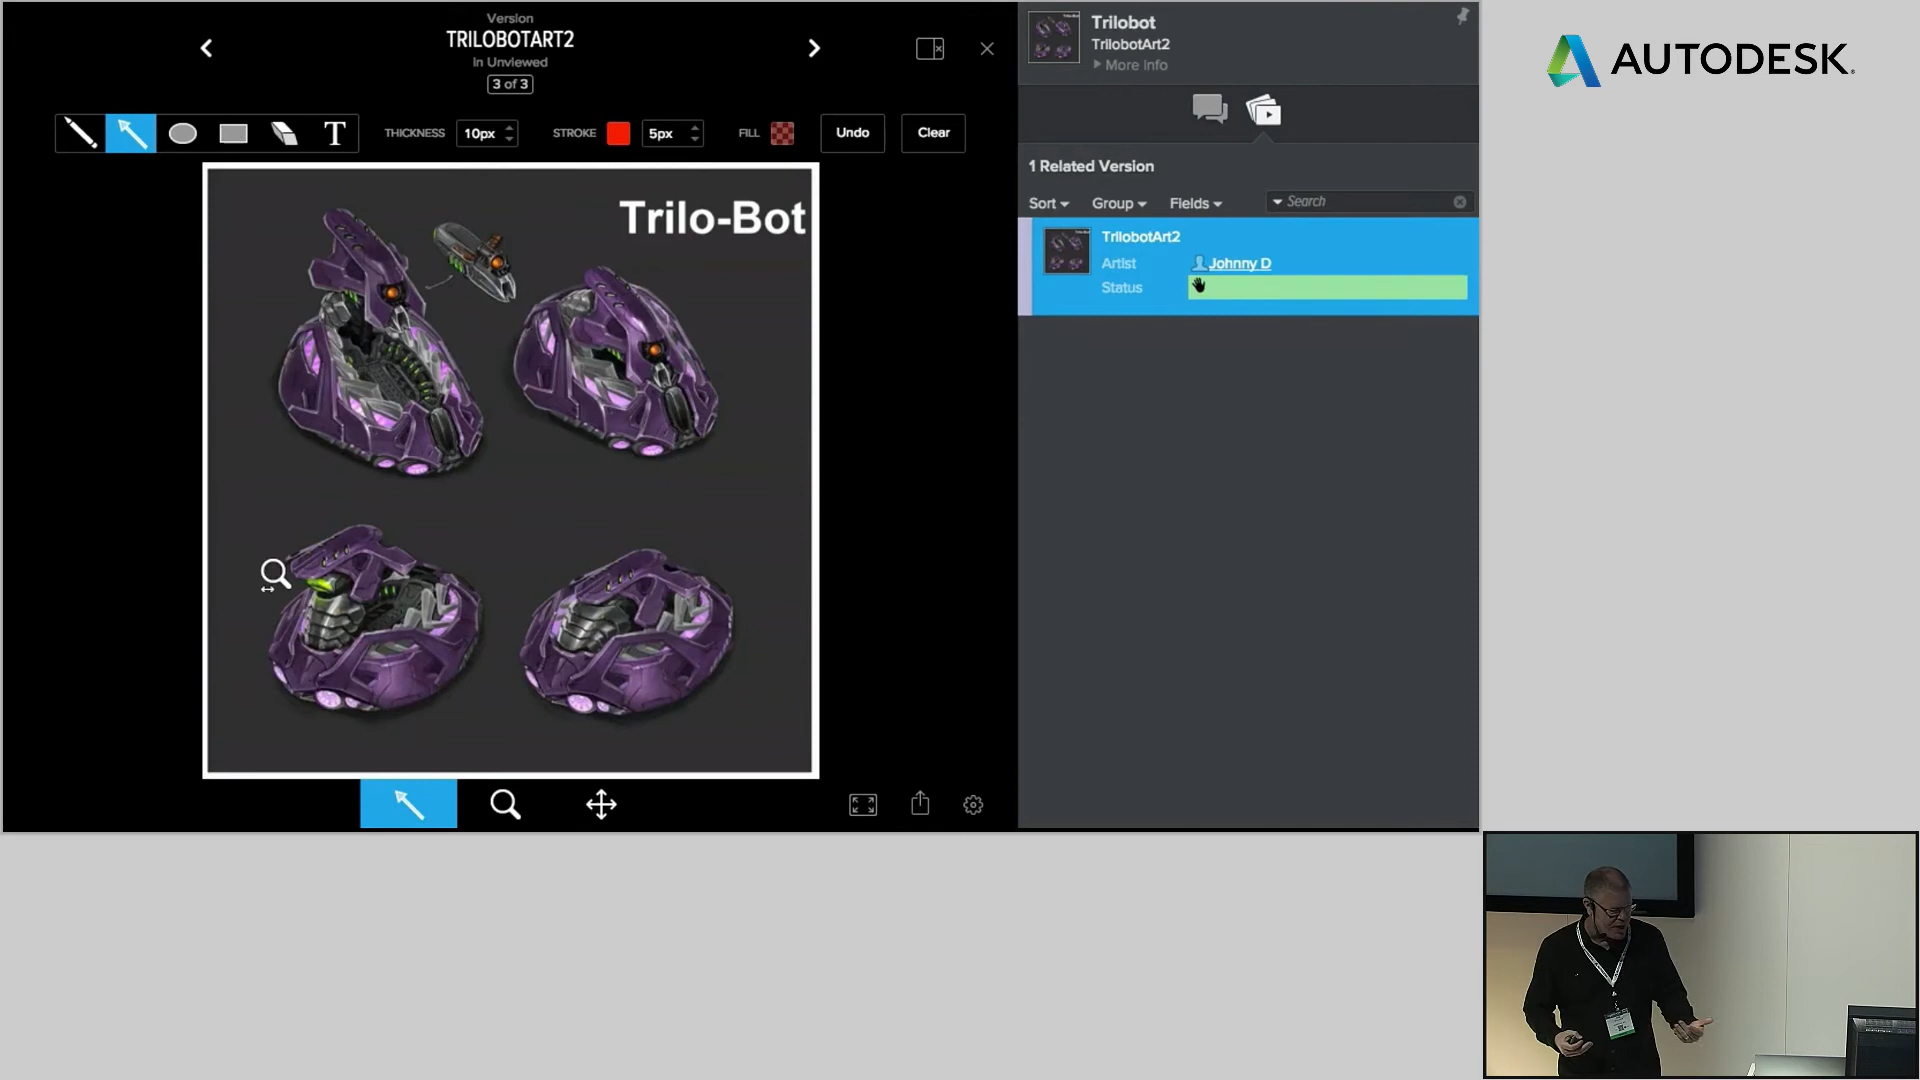 Version
TRILOBOTART2
In Unviewed
3 of 3
T THICKNESS 10px STROKE 5px FILL Undo Clear
Trilo-Bot
Trilobot
TrilobotArt2
More Info
1 Related Version
Sort Group Fields Search
TrilobotArt2
Artist Johnny D
Status
AUTODESK